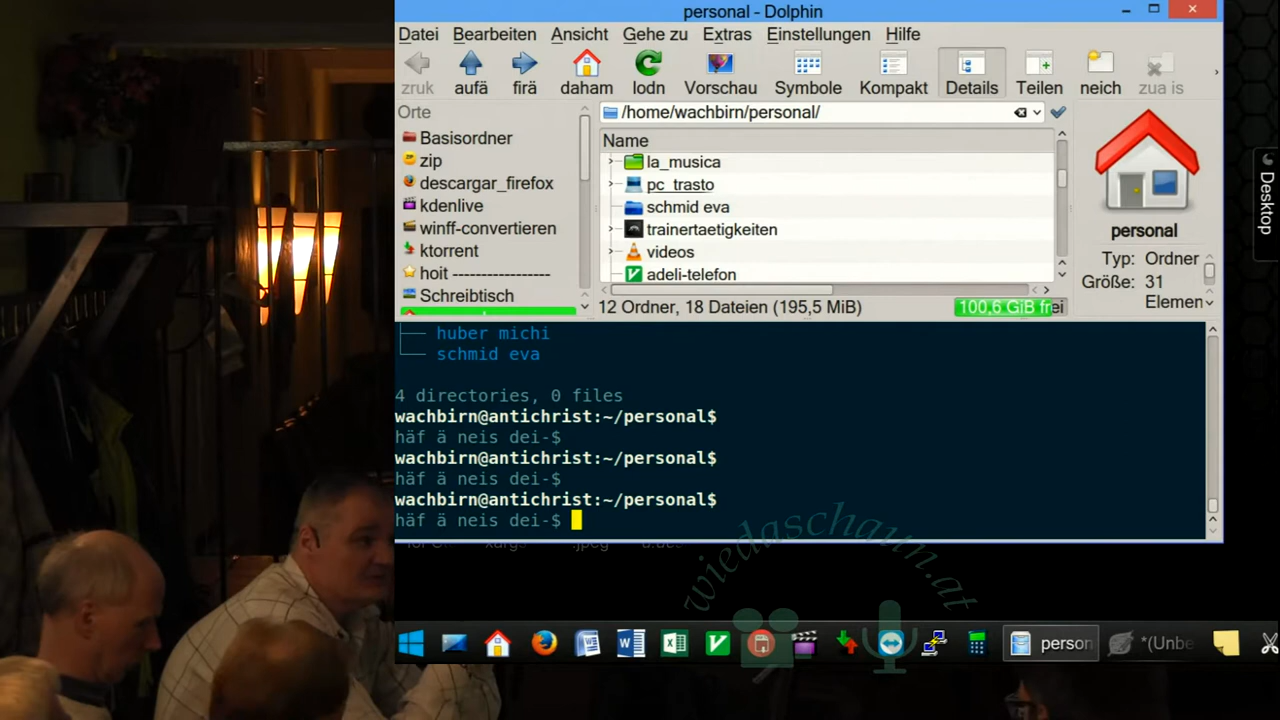 personal - Dolphin
Datei Bearbeiten Ansicht Gehe zu Extras Einstellungen Hilfe
zruk aufä firä daham lodn Vorschau Symbole Kompakt Details Teilen neich zua is
Orte
Basisordner
zip
descargar_firefox
kdenlive
winff-convertieren
ktorrent
hoit -----------------
Schreibtisch
/home/wachbirn/personal/
Name
la_musica
pc_trasto
schmid eva
trainertaetigkeiten
videos
adeli-telefon
12 Ordner, 18 Dateien (195,5 MiB)
100,6 GiB frei
personal
Typ: Ordner
Größe: 31
Elemen
Desktop
├── huber michi
└── schmid eva
4 directories, 0 files
wachbirn@antichrist:~/personal$
häf ä neis dei-$
wachbirn@antichrist:~/personal$
häf ä neis dei-$
wachbirn@antichrist:~/personal$
häf ä neis dei-$
.jpeg
wiedaschaun.at
person
*(Unbe